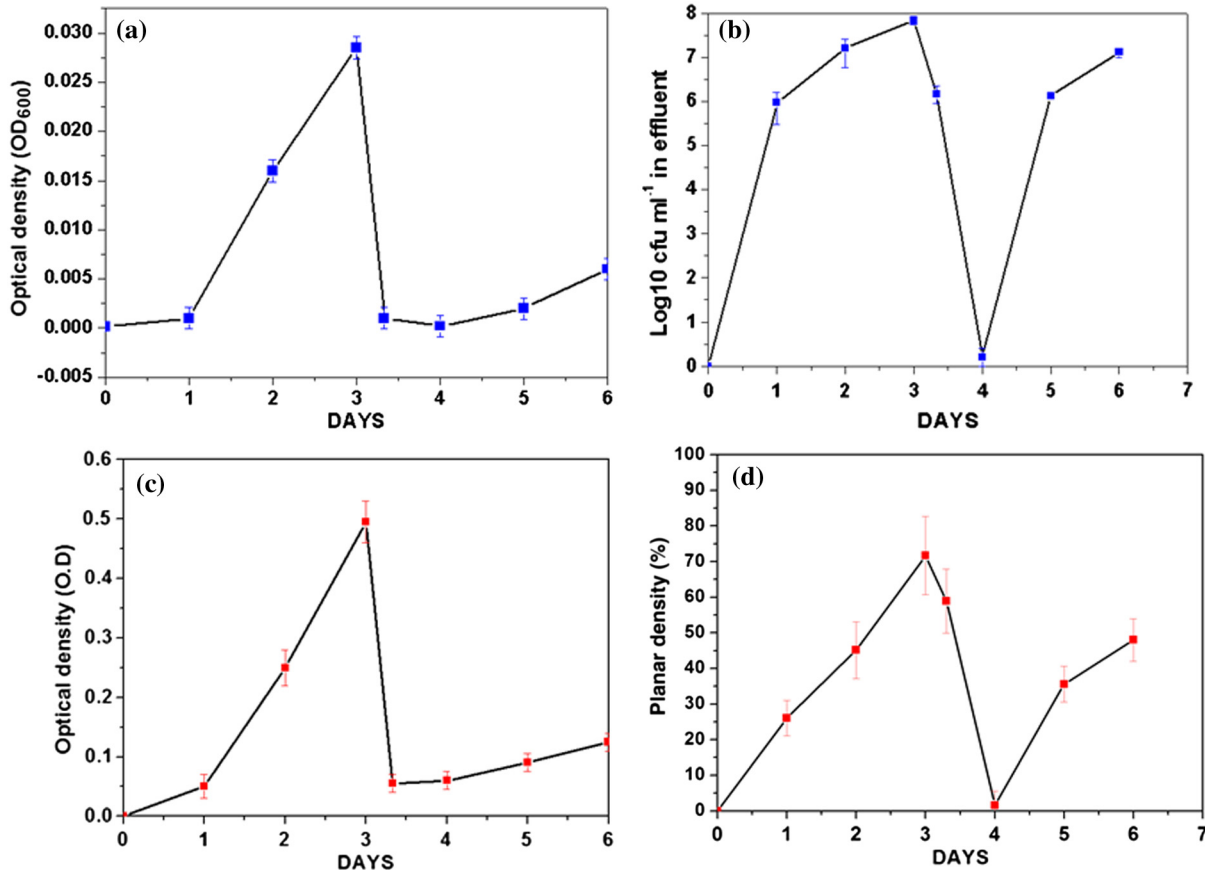 (a)
Optical density (OD600)
0.030
0.025
0.020
0.015
0.010
0.005
0.000
-0.005
0 1 2 3 4 5 6
DAYS
(b)
Log10 cfu ml-1 in effluent
8
7
6
5
4
3
2
1
0
0 1 2 3 4 5 6 7
DAYS
(c)
Optical density (O.D)
0.6
0.5
0.4
0.3
0.2
0.1
0.0
0 1 2 3 4 5 6
DAYS
(d)
Planar density (%)
100
90
80
70
60
50
40
30
20
10
0
0 1 2 3 4 5 6 7
DAYS